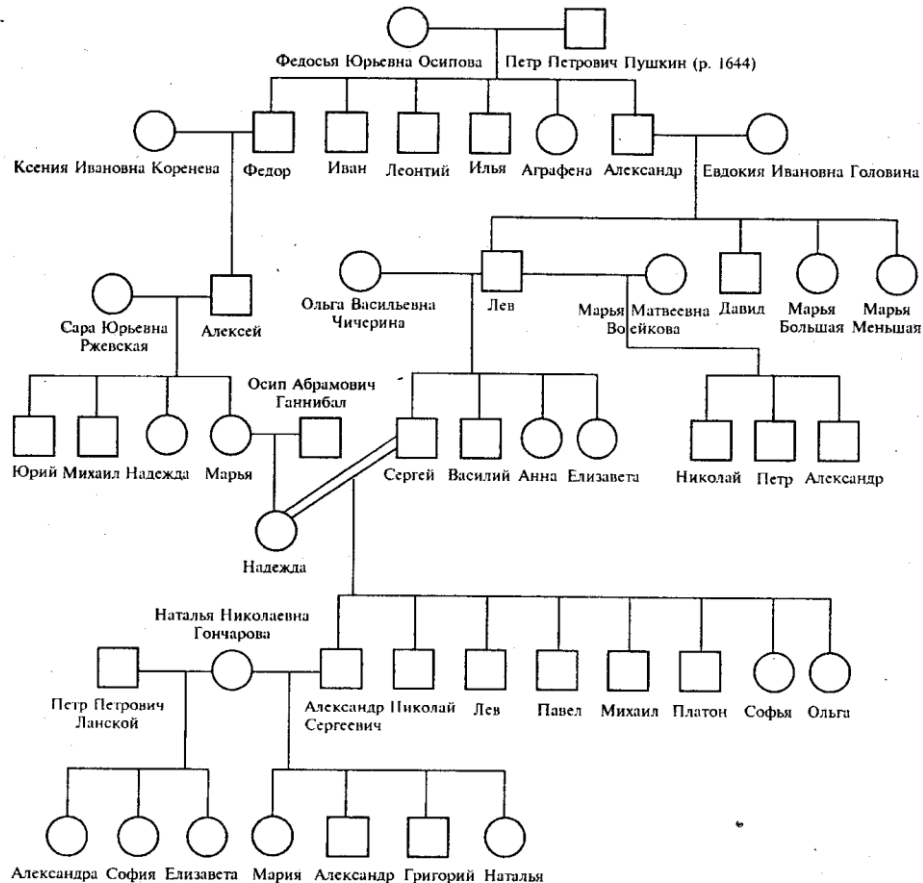 Федосья Юрьевна Осипова
Петр Петрович Пушкин (р. 1644)
Ксения Ивановна Коренева
Федор
Иван
Леонтий
Илья
Аграфена
Александр
Евдокия Ивановна Головина
Сара Юрьевна
Ржевская
Алексей
Ольга Васильевна
Чичерина
Лев
Марья Матвеевна
Воейкова
Давид
Марья
Большая
Марья
Меньшая
Осип Абрамович
Ганнибал
Юрий
Михаил
Надежда
Марья
Сергей
Василий
Анна
Елизавета
Николай
Петр
Александр
Надежда
Наталья Николаевна
Гончарова
Петр Петрович
Ланской
Александр
Сергеевич
Николай
Лев
Павел
Михаил
Платон
Софья
Ольга
Александра
София
Елизавета
Мария
Александр
Григорий
Наталья